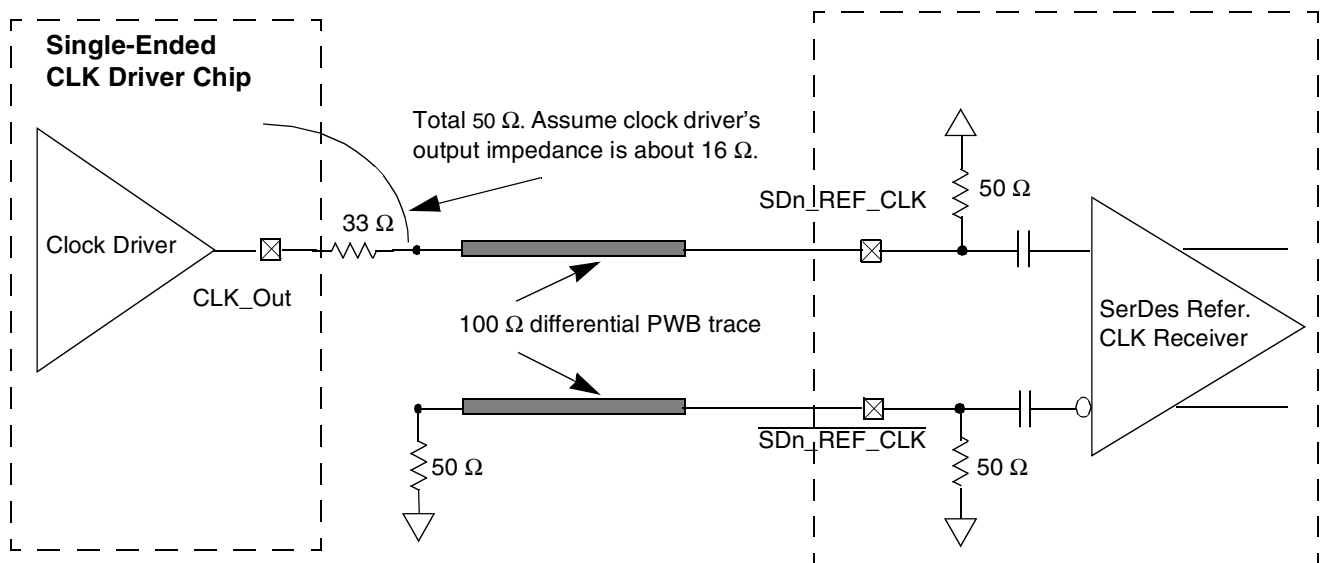 Single-Ended
CLK Driver Chip
Total 50 Ω. Assume clock driver's
output impedance is about 16 Ω.
SDn_REF_CLK
50 Ω
33 Ω
Clock Driver
CLK_Out
100 Ω differential PWB trace
SerDes Refer.
CLK Receiver
SDn_REF_CLK
50 Ω
50 Ω